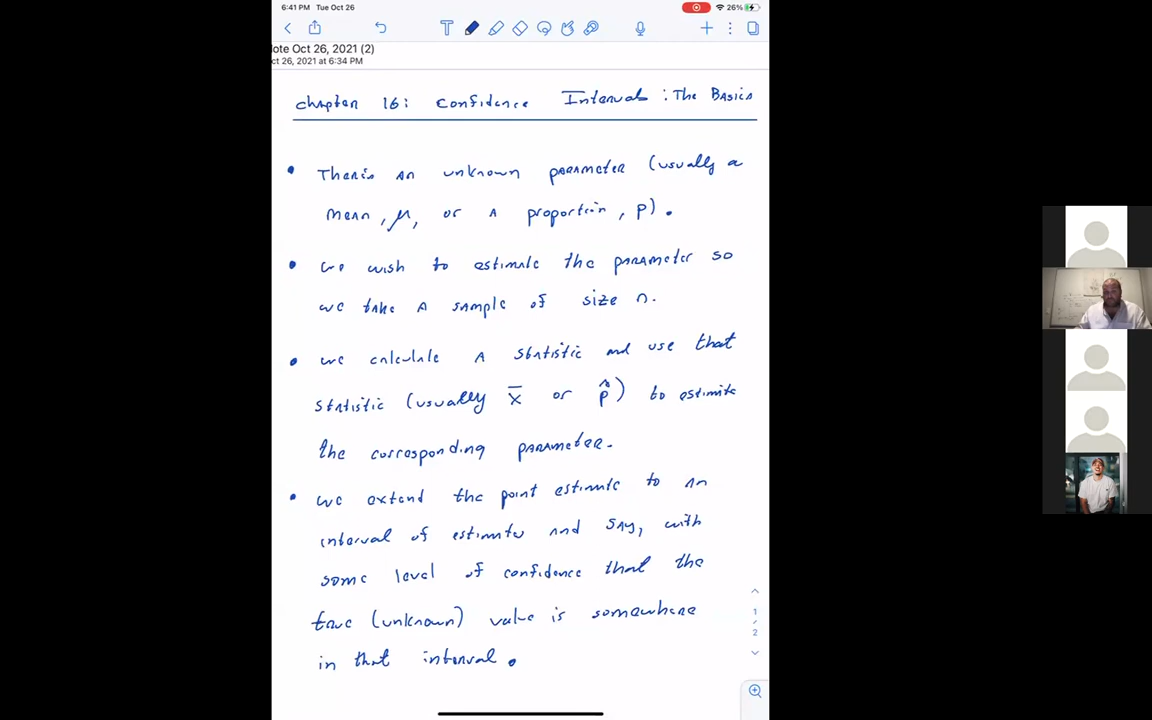 6:41 PM Tue Oct 26
26%
ote Oct 26, 2021 (2)
ct 26, 2021 at 6:34 PM
Chapter 16: Confidence Intervals: The Basics
• There's an unknown parameter (usually a
mean, μ, or a proportion, p).
• we wish to estimate the parameter so
we take a sample of size n.
• we calculate a statistic and use that
statistic (usually x̄ or p̂) to estimate
the corresponding parameter.
• we extend the point estimate to an
interval of estimates and say, with
some level of confidence that the
true (unknown) value is somewhere
in that interval.
1
2